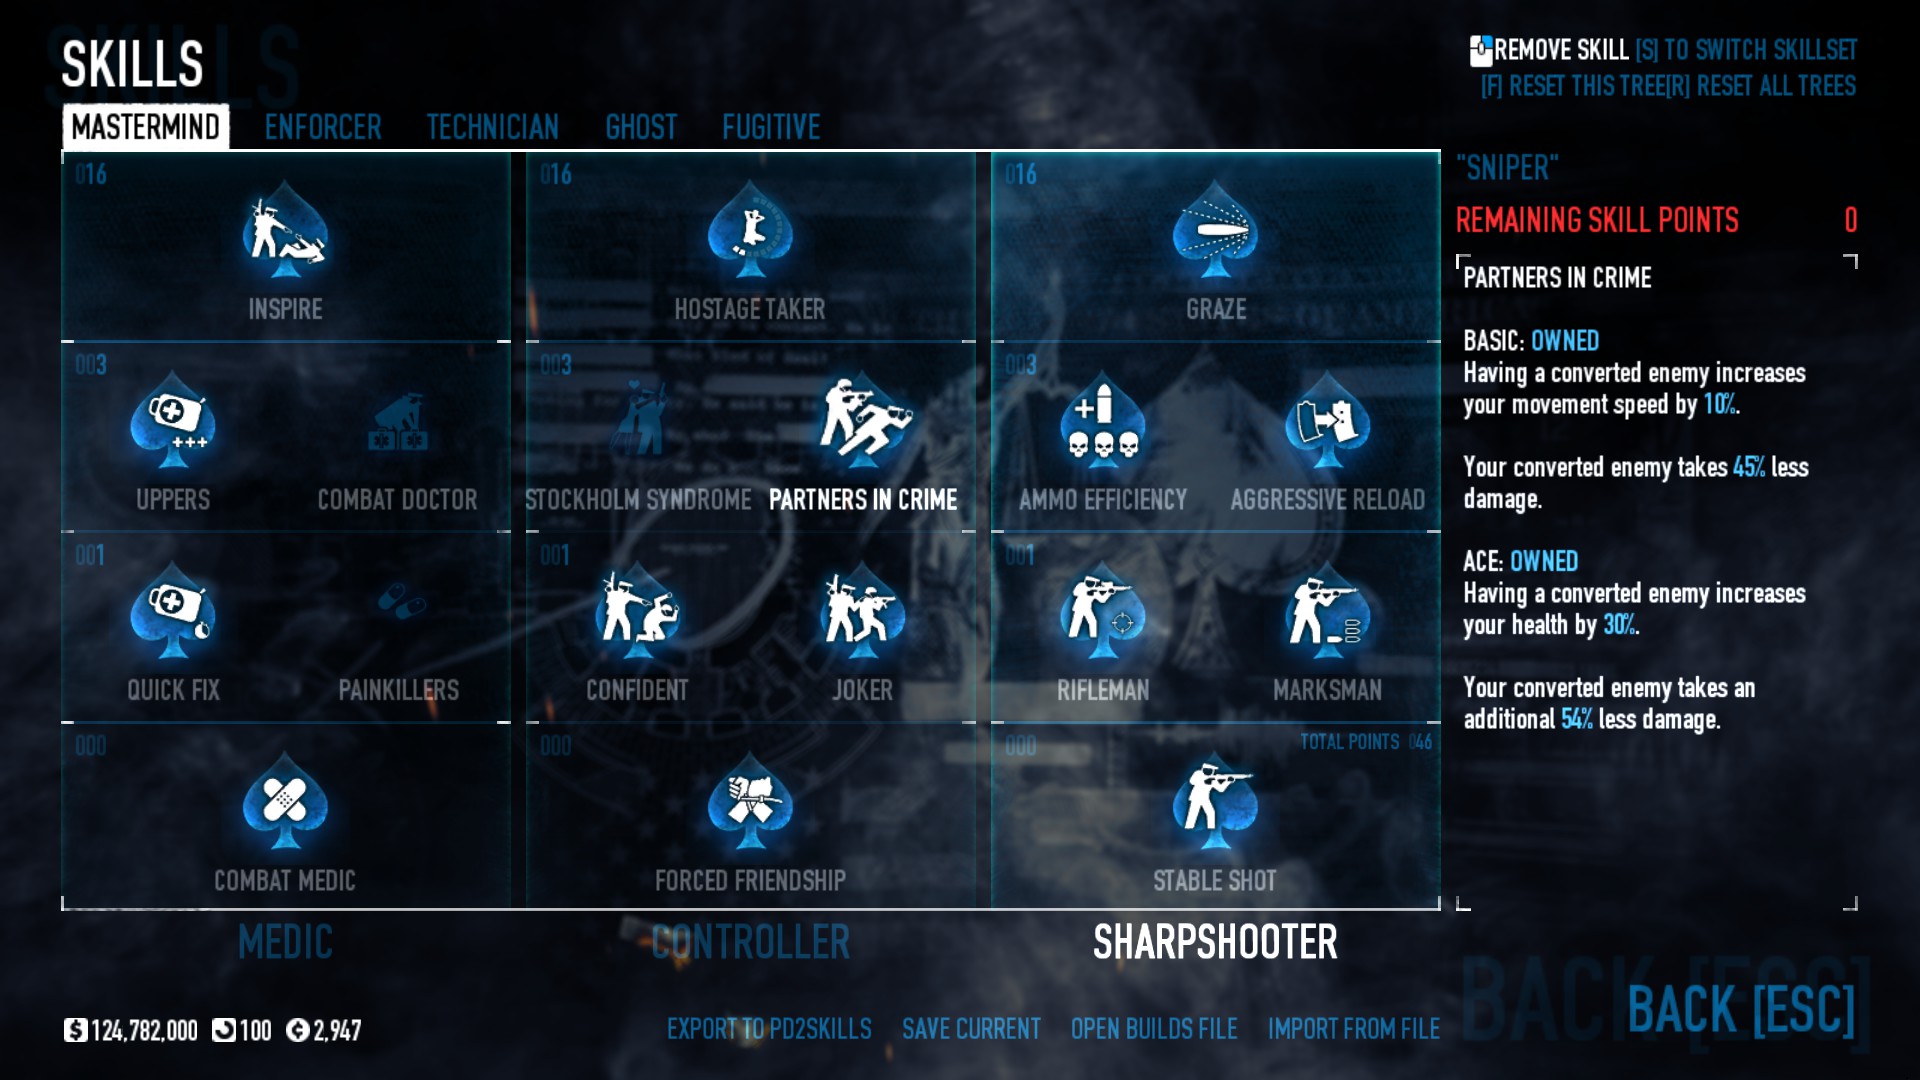 SKILLS
REMOVE SKILL [S] TO SWITCH SKILLSET
[F] RESET THIS TREE[R] RESET ALL TREES
MASTERMIND ENFORCER TECHNICIAN GHOST FUGITIVE
016 016 016
INSPIRE HOSTAGE TAKER GRAZE
003 003 003
UPPERS COMBAT DOCTOR STOCKHOLM SYNDROME PARTNERS IN CRIME AMMO EFFICIENCY AGGRESSIVE RELOAD
001 001 001
QUICK FIX PAINKILLERS CONFIDENT JOKER RIFLEMAN MARKSMAN
000 000 000 TOTAL POINTS 046
COMBAT MEDIC FORCED FRIENDSHIP STABLE SHOT
MEDIC CONTROLLER SHARPSHOOTER
"SNIPER"
REMAINING SKILL POINTS 0
PARTNERS IN CRIME
BASIC: OWNED
Having a converted enemy increases
your movement speed by 10%.
Your converted enemy takes 45% less
damage.
ACE: OWNED
Having a converted enemy increases
your health by 30%.
Your converted enemy takes an
additional 54% less damage.
$124,782,000 100 2,947
EXPORT TO PD2SKILLS SAVE CURRENT OPEN BUILDS FILE IMPORT FROM FILE
BACK [ESC]